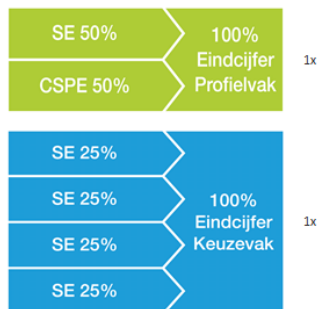 SE 50%
CSPE 50%
100%
Eindcijfer
Profielvak
1x
SE 25%
SE 25%
SE 25%
SE 25%
100%
Eindcijfer
Keuzevak
1x